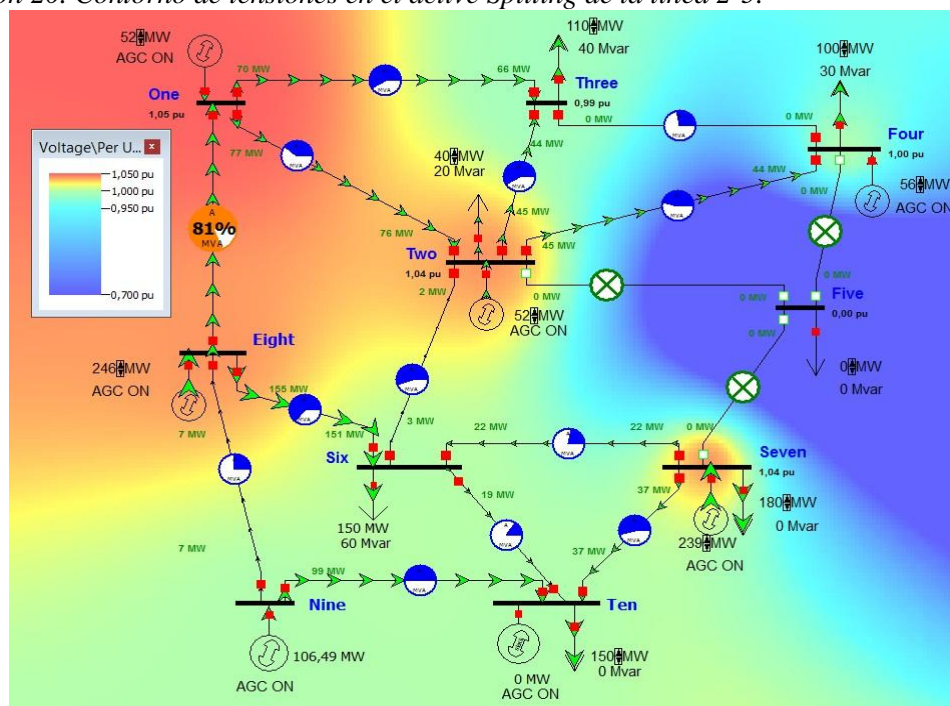 ón 20. Contorno de tensiones en el active Splitting de la línea 2-5.
52 MW
AGC ON
110 MW
40 Mvar
100 MW
30 Mvar
70 MW
66 MW
One
1,05 pu
Three
0,99 pu
0 MW
0 MW
Four
1,00 pu
Voltage\Per U...
1,050 pu
1,000 pu
0,950 pu
0,700 pu
77 MW
40 MW
20 Mvar
44 MW
44 MW
0 MW
56 MW
AGC ON
A
81%
MVA
76 MW
45 MW
45 MW
Two
1,04 pu
2 MW
0 MW
0 MW
0 MW
Five
0,00 pu
0 MW
52 MW
AGC ON
Eight
246 MW
AGC ON
155 MW
0 MW
0 Mvar
7 MW
151 MW
3 MW
22 MW
22 MW
0 MW
Six
Seven
1,04 pu
19 MW
37 MW
150 MW
60 Mvar
180 MW
0 Mvar
239 MW
AGC ON
7 MW
37 MW
99 MW
Nine
Ten
106,49 MW
AGC ON
0 MW
AGC ON
150 MW
0 Mvar